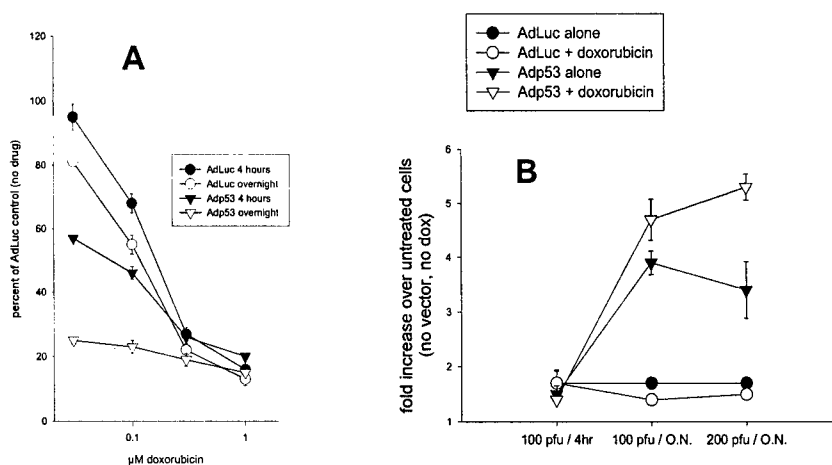 A
percent of AdLuc control (no drug)
120
100
80
60
40
20
0
0.1
1
µM doxorubicin
AdLuc 4 hours
AdLuc overnight
Adp53 4 hours
Adp53 overnight
AdLuc alone
AdLuc + doxorubicin
Adp53 alone
Adp53 + doxorubicin
B
fold increase over untreated cells
(no vector, no dox)
6
5
4
3
2
1
100 pfu / 4hr
100 pfu / O.N.
200 pfu / O.N.